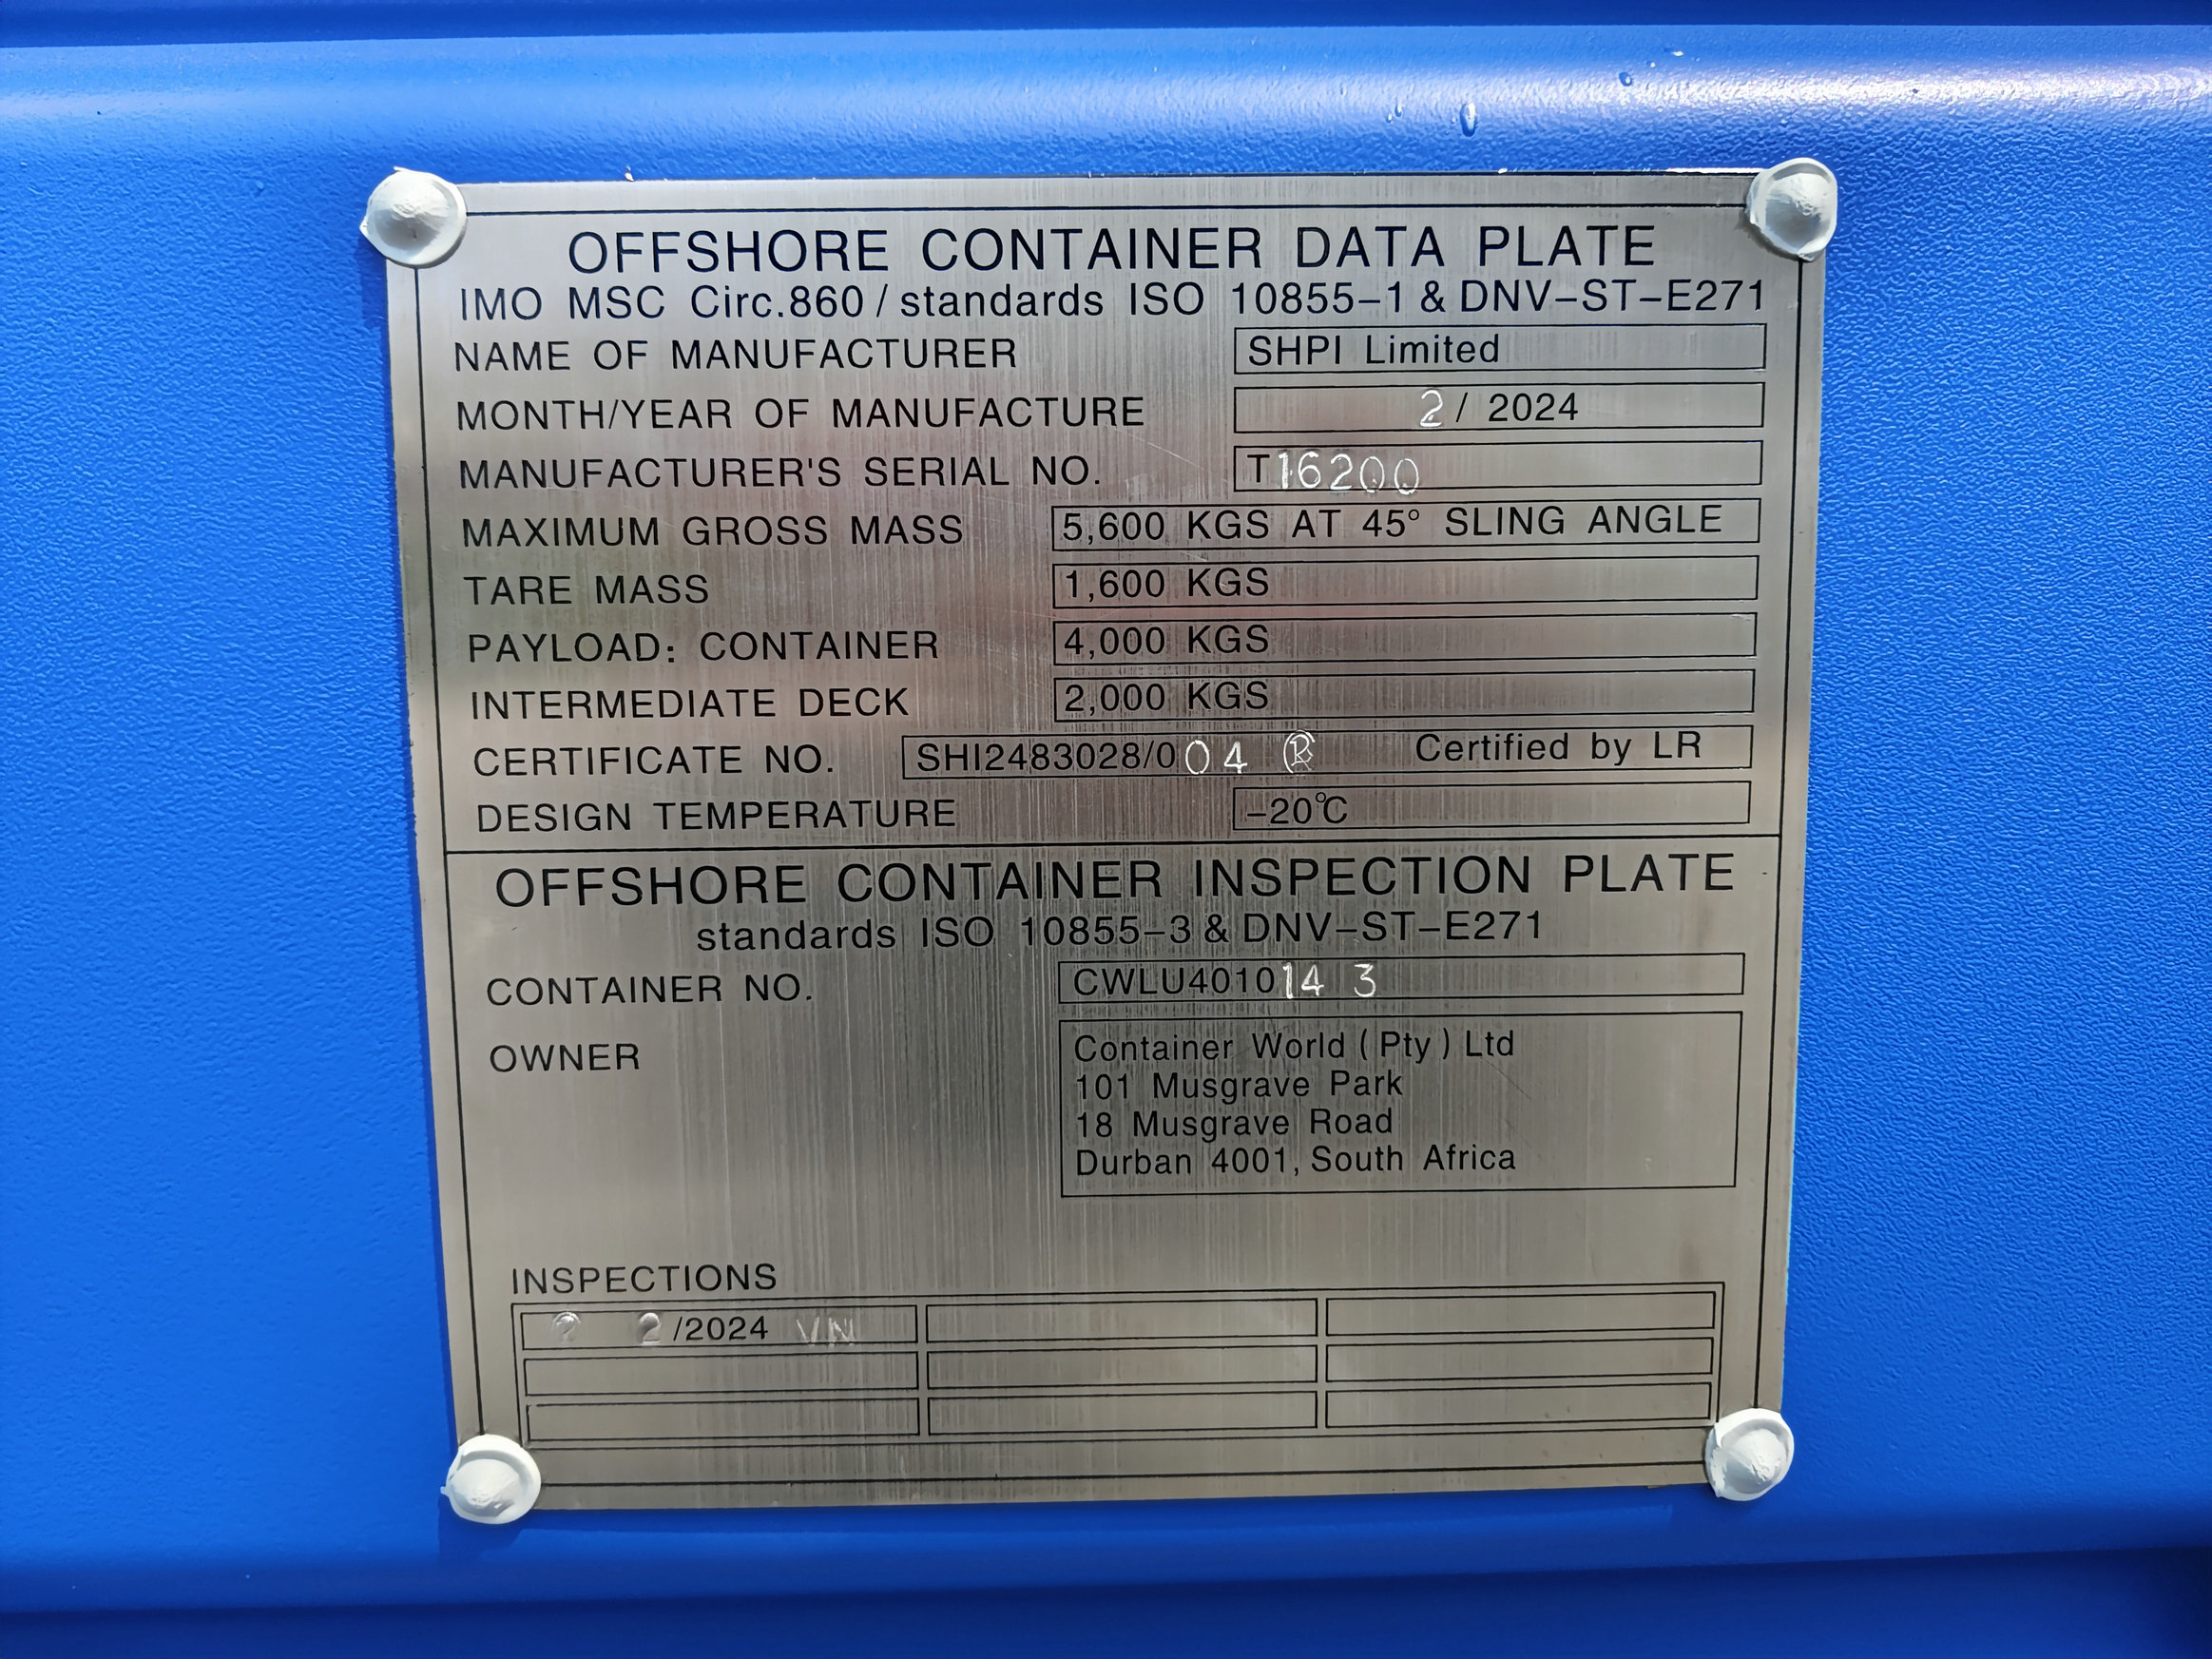 OFFSHORE CONTAINER DATA PLATE
IMO MSC Circ.860 / standards ISO 10855-1 & DNV-ST-E271
NAME OF MANUFACTURER SHPI Limited
MONTH/YEAR OF MANUFACTURE 2 / 2024
MANUFACTURER'S SERIAL NO. T16200
MAXIMUM GROSS MASS 5,600 KGS AT 45° SLING ANGLE
TARE MASS 1,600 KGS
PAYLOAD: CONTAINER 4,000 KGS
INTERMEDIATE DECK 2,000 KGS
CERTIFICATE NO. SHI2483028/004 Certified by LR
DESIGN TEMPERATURE -20℃
OFFSHORE CONTAINER INSPECTION PLATE
standards ISO 10855-3 & DNV-ST-E271
CONTAINER NO. CWLU401014 3
OWNER Container World (Pty) Ltd
101 Musgrave Park
18 Musgrave Road
Durban 4001, South Africa
INSPECTIONS
2 /2024 VN